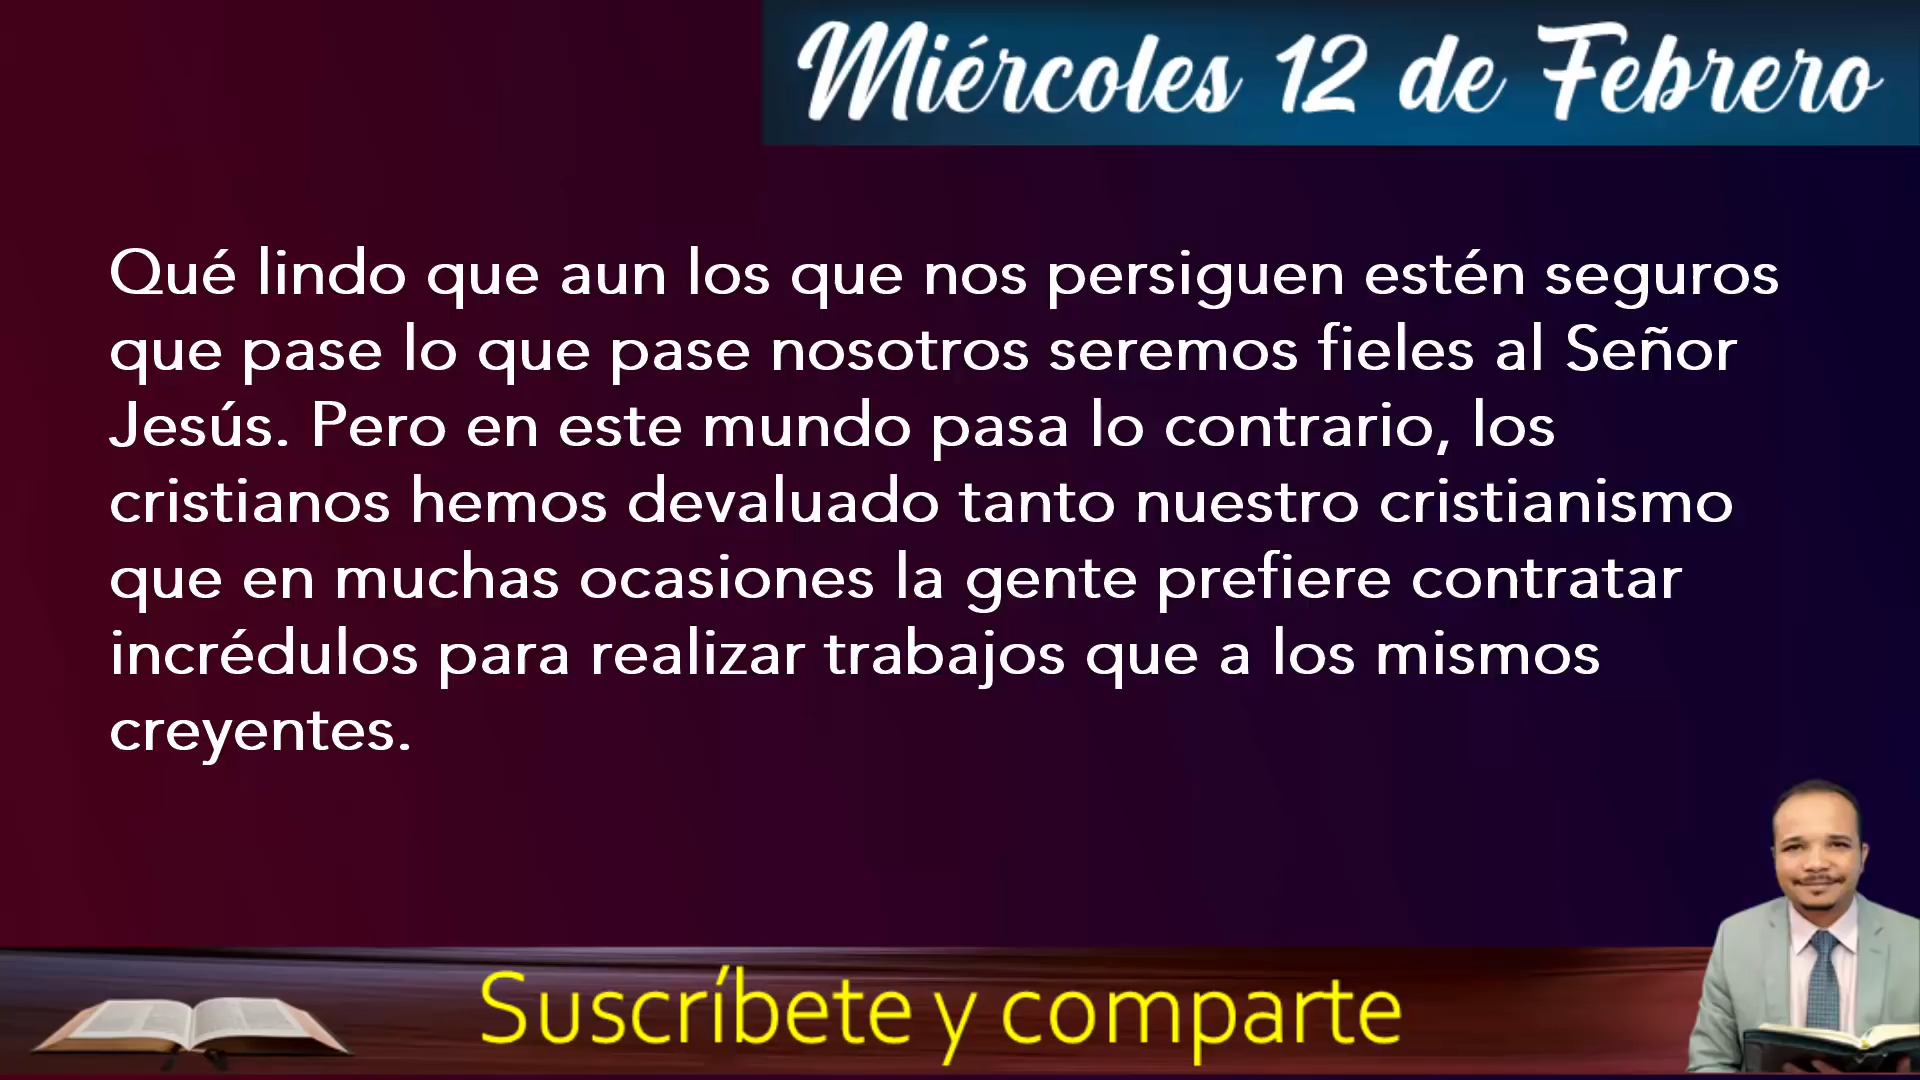 Miércoles 12 de Febrero
Qué lindo que aun los que nos persiguen estén seguros
que pase lo que pase nosotros seremos fieles al Señor
Jesús. Pero en este mundo pasa lo contrario, los
cristianos hemos devaluado tanto nuestro cristianismo
que en muchas ocasiones la gente prefiere contratar
incrédulos para realizar trabajos que a los mismos
creyentes.
Suscríbete y comparte